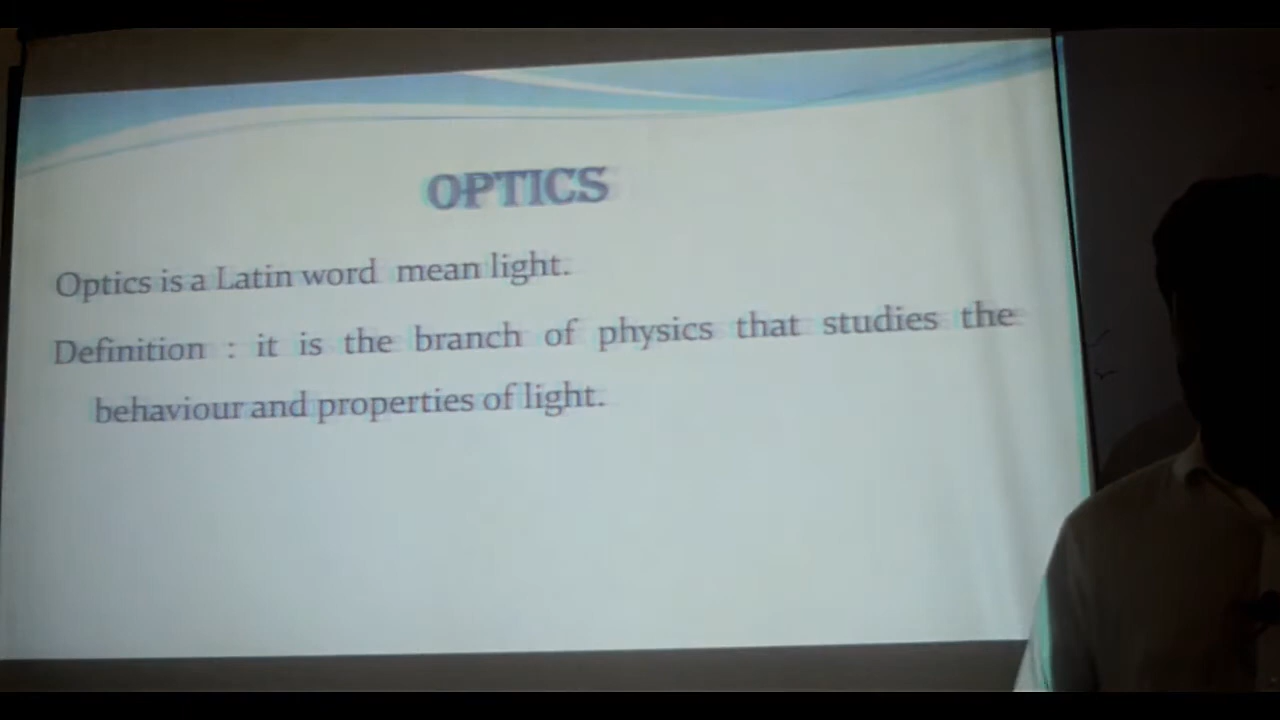 OPTICS
Optics is a Latin word mean light.
Definition : it is the branch of physics that studies the
behaviour and properties of light.